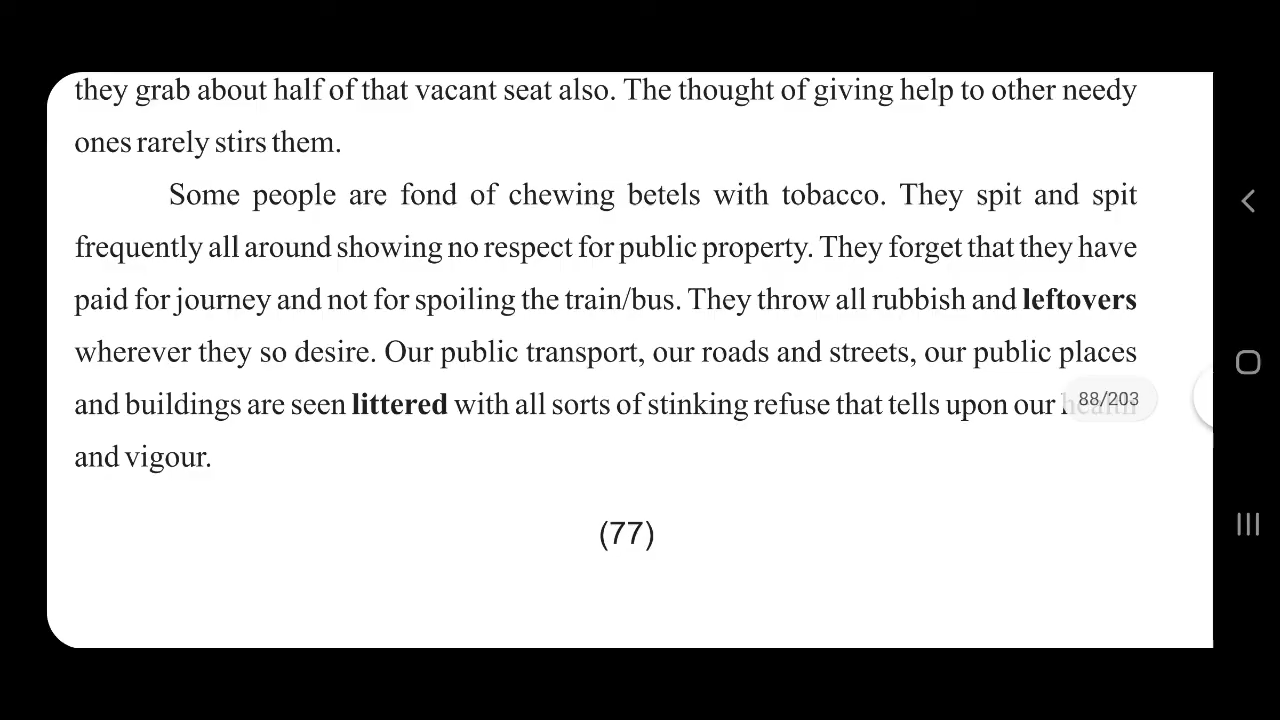 they grab about half of that vacant seat also. The thought of giving help to other needy
ones rarely stirs them.
Some people are fond of chewing betels with tobacco. They spit and spit
frequently all around showing no respect for public property. They forget that they have
paid for journey and not for spoiling the train/bus. They throw all rubbish and leftovers
wherever they so desire. Our public transport, our roads and streets, our public places
and buildings are seen littered with all sorts of stinking refuse that tells upon our health
88/203
and vigour.
(77)